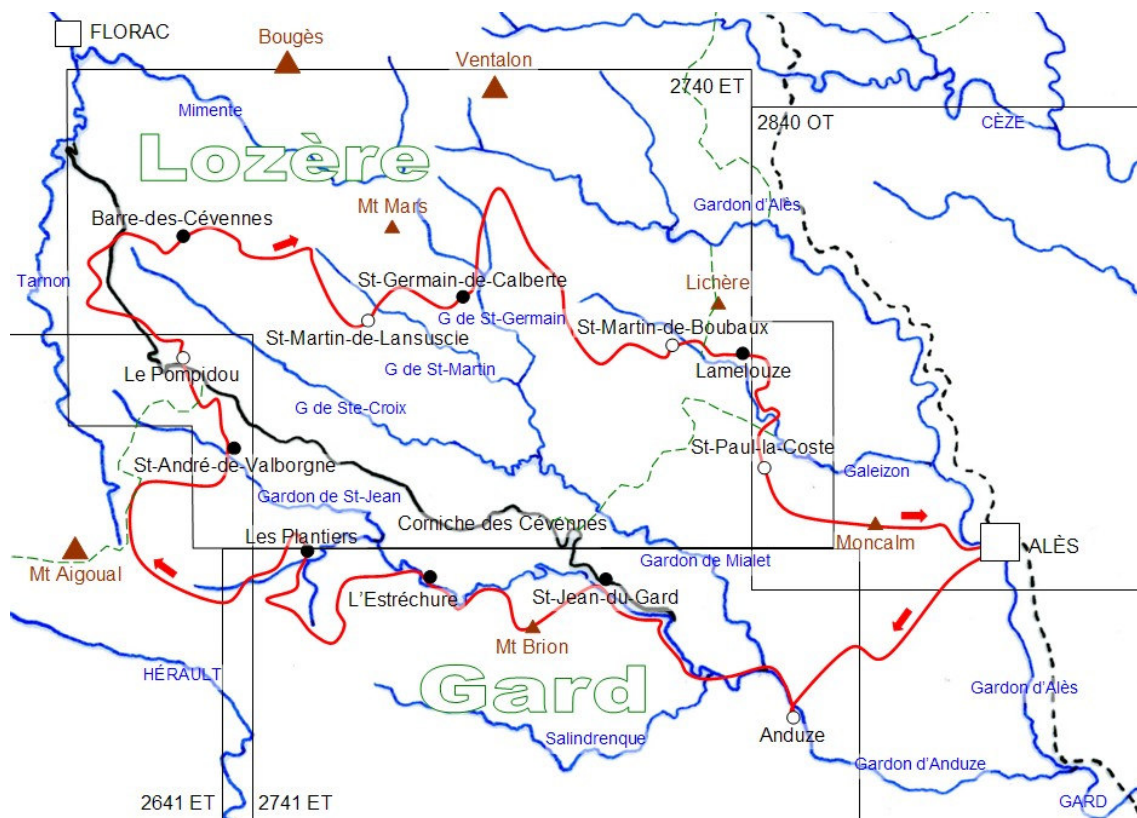 FLORAC
Bougès
Ventalon
2740 ET
2840 OT
Mimente
CÈZE
Lozère
Gardon d'Alès
Barre-des-Cévennes
Mt Mars
Tarnon
St-Germain-de-Calberte
Lichère
G de St-Germain
St-Martin-de-Boubaux
St-Martin-de-Lansuscie
Lamelouze
Le Pompidou
G de St-Martin
G de Ste-Croix
St-Paul-la-Coste
St-André-de-Valborgne
Galeizon
Gardon de St-Jean
Corniche des Cévennes
Les Plantiers
Moncalm
ALÈS
Mt Aigoual
Gardon de Mialet
L'Estréchure
St-Jean-du-Gard
Mt Brion
HÉRAULT
Gard
Gardon d'Alès
Salindrenque
Anduze
Gardon d'Anduze
2641 ET
2741 ET
GARD